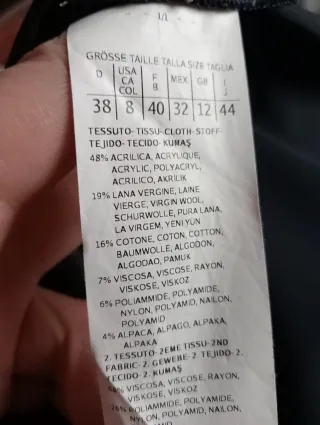 1/1
GRÖSSE TAILLE TALLA SIZE TAGLIA
D USA CA COL F B MEX GB I J
38 8 40 32 12 44
TESSUTO-TISSU-CLOTH-STOFF-
TEJIDO-TECIDO-KUMAŞ
48% ACRILICA, ACRYLIQUE,
ACRYLIC, POLYACRYL,
ACRILICO, AKRİLİK
19% LANA VERGINE, LAINE
VIERGE, VIRGIN WOOL,
SCHURWOLLE, PURA LANA,
LA VIRGEM, YENI YUN
16% COTONE, COTON, COTTON,
BAUMWOLLE, ALGODON,
ALGODAO, PAMUK
7% VISCOSA, VISCOSE, RAYON,
VISKOSE, VISKOZ
6% POLIAMMIDE, POLYAMIDE,
NYLON, POLYAMID, NAILON,
POLYAMID
4% ALPACA, ALPAGO, ALPAKA,
ALPAKA
2. TESSUTO-2EME TISSU-2ND
FABRIC-2. GEWEBE-2. TEJIDO-2.
TECIDO-2. KUMAŞ
VISCOSA, VISCOSE, RAYON,
VISKOSE, VISKOZ
POLIAMMIDE, POLYAMIDE,
NYLON, POLYAMID, NAILON,